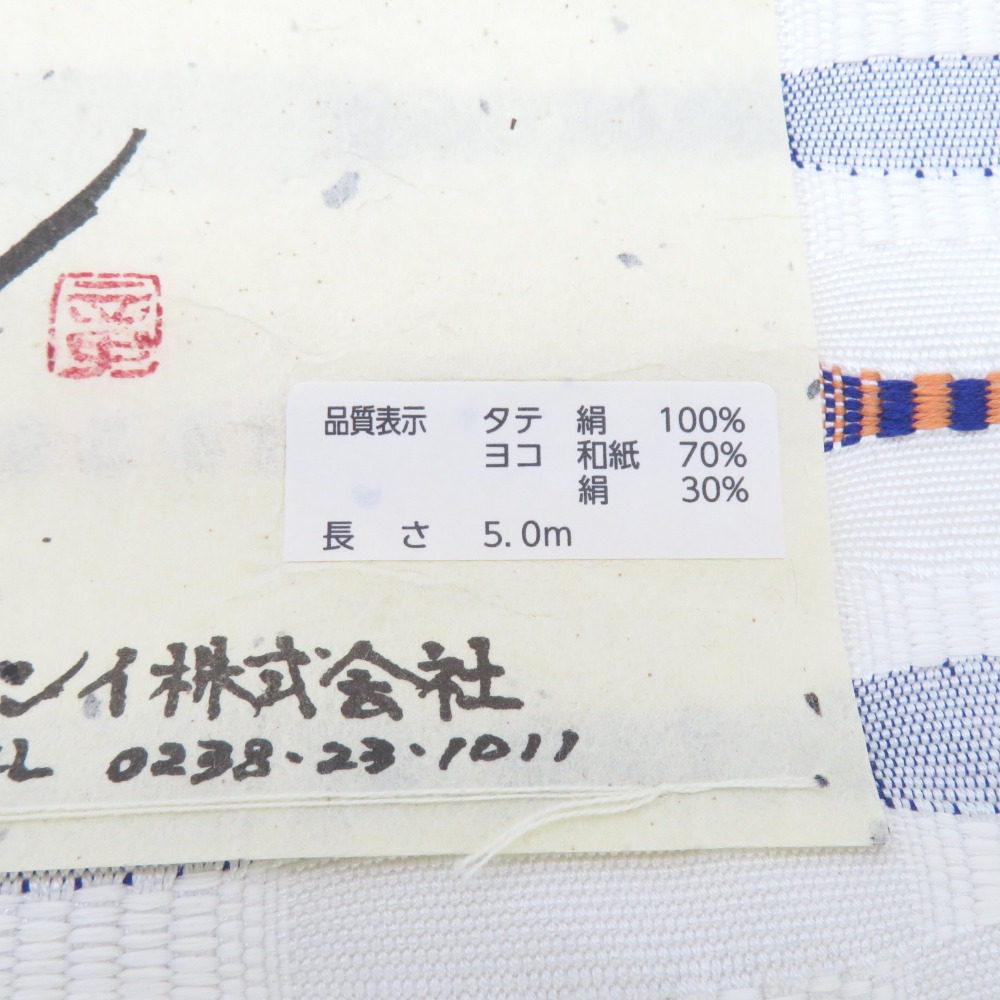 品質表示 タテ 絹 100%
ヨコ 和紙 70%
絹 30%
長さ 5.0m
ンイ株式会社
0238・23・1011